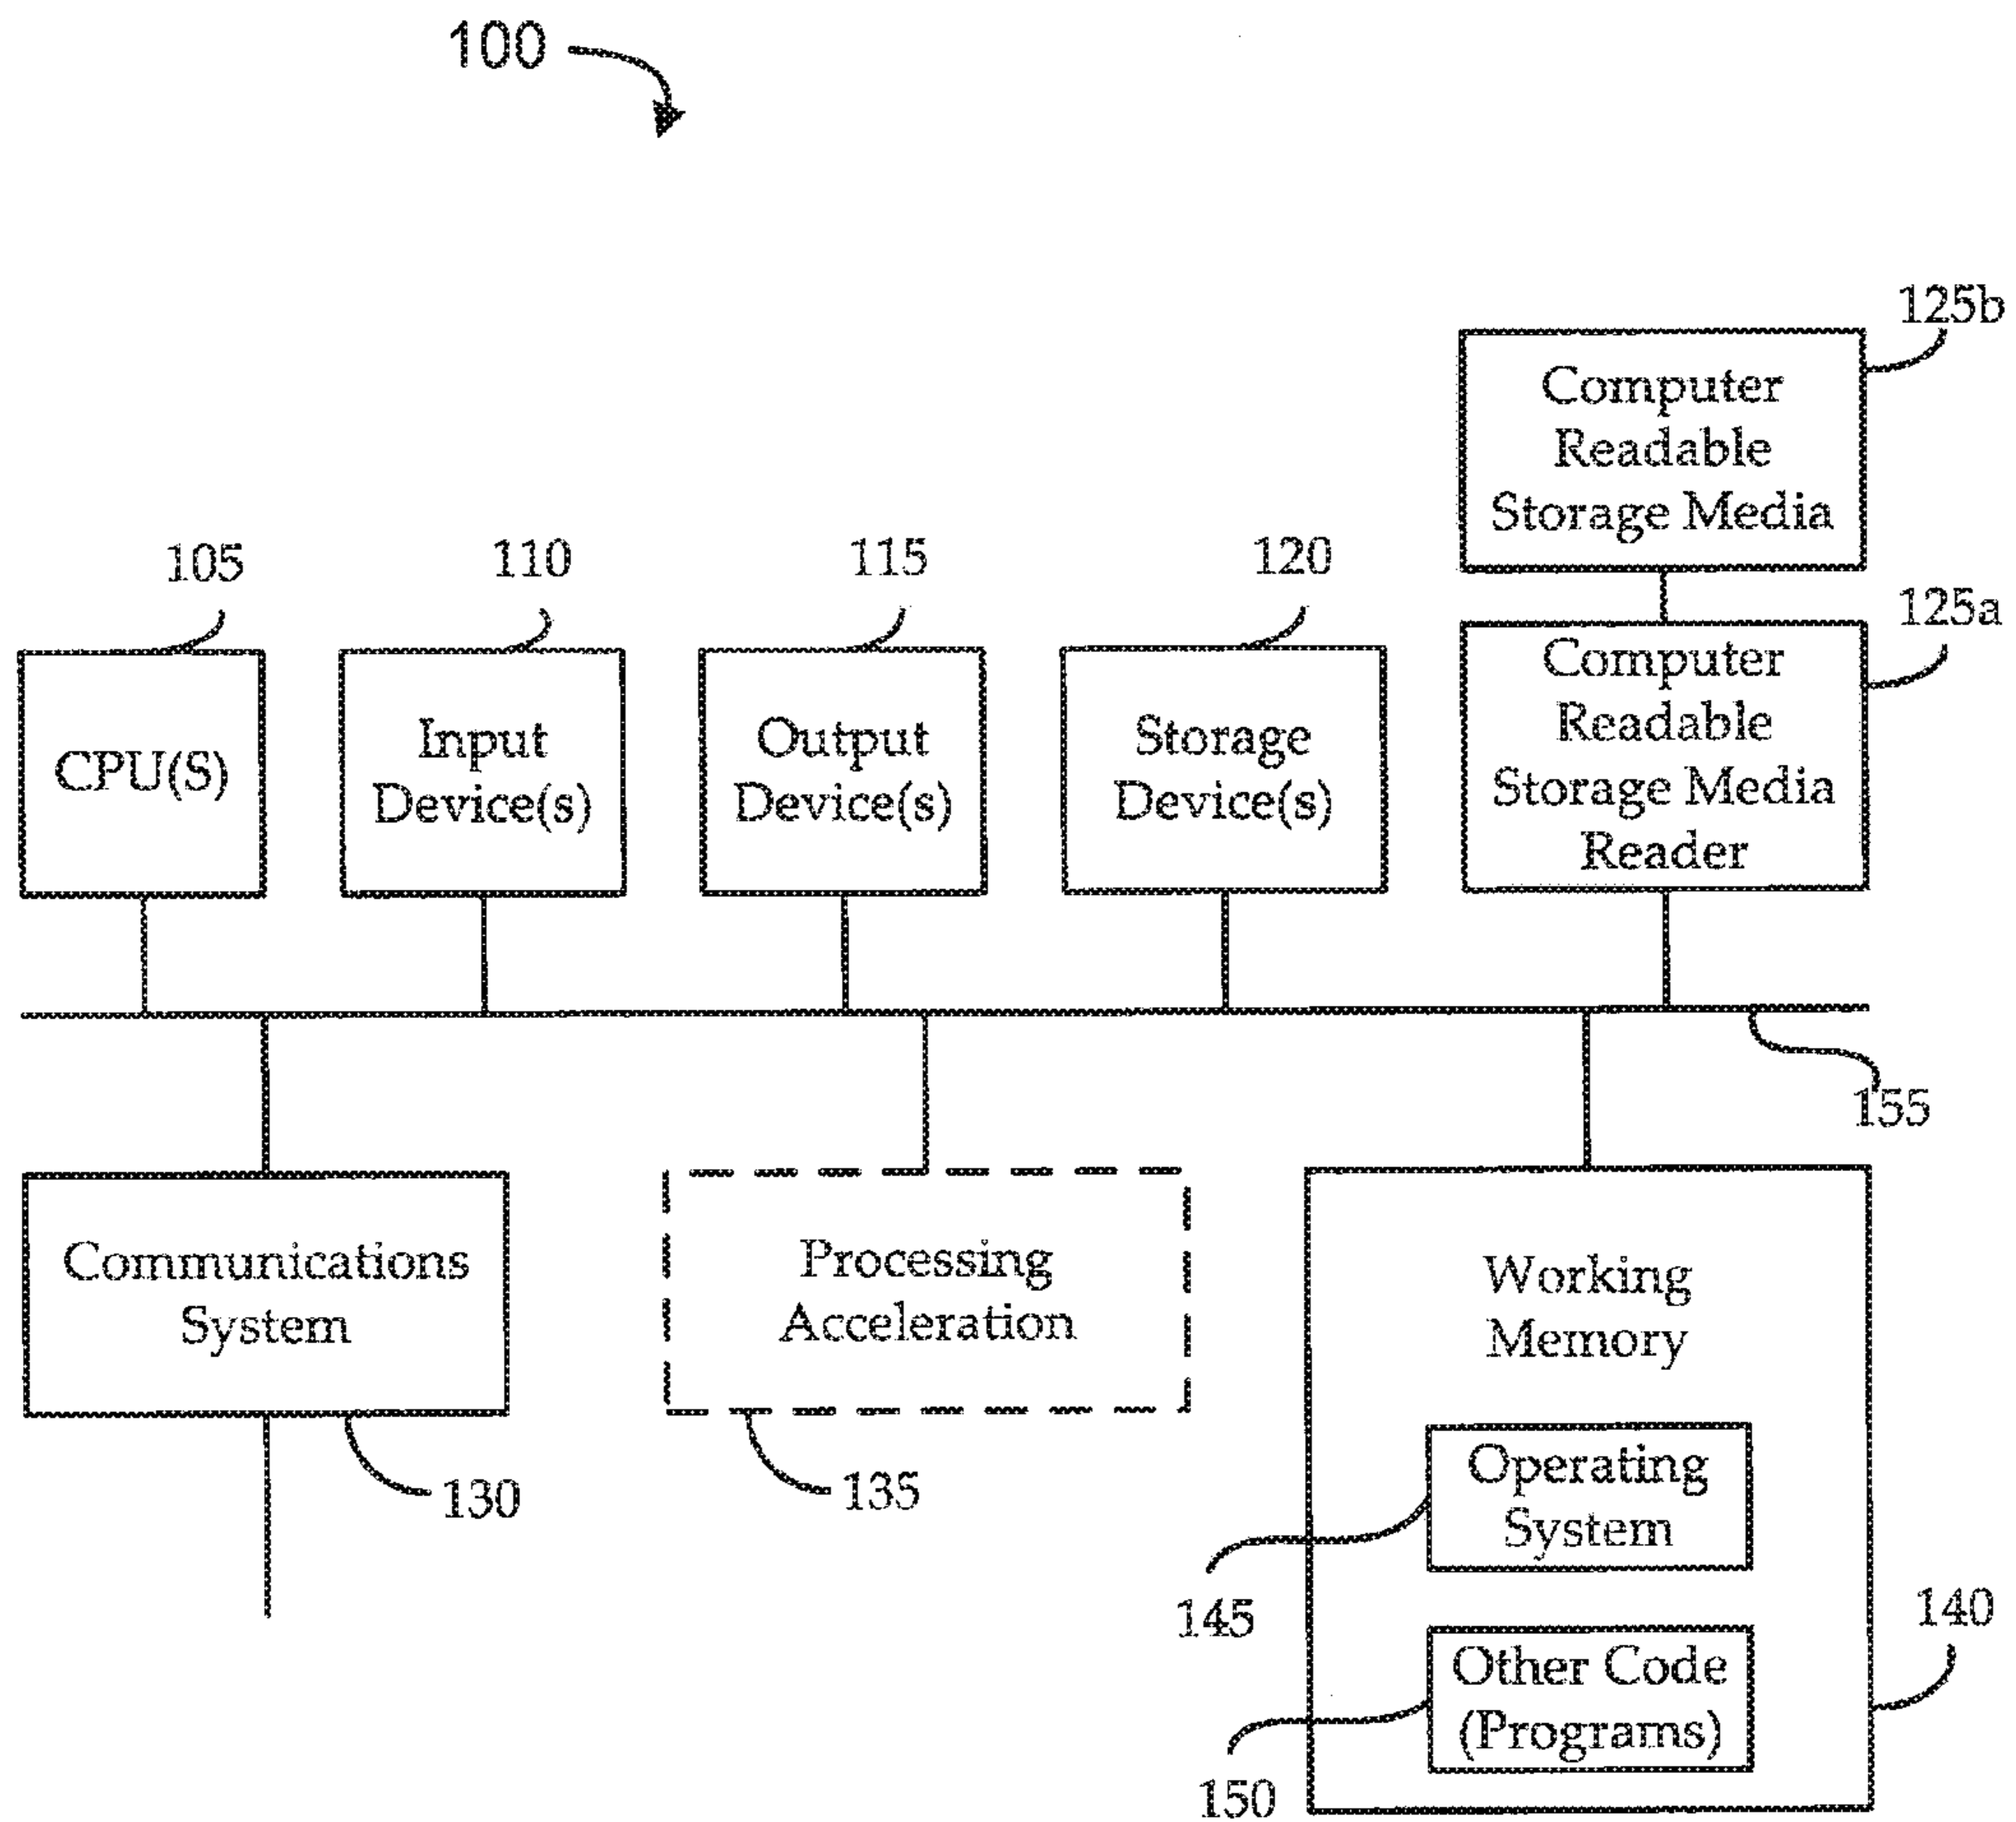 100
125b
Computer
Readable
Storage Media
105
110
115
120
125a
CPU(S)
Input
Device(s)
Output
Device(s)
Storage
Device(s)
Computer
Readable
Storage Media
Reader
155
Communications
System
130
Processing
Acceleration
135
Working
Memory
Operating
System
145
140
Other Code
(Programs)
150